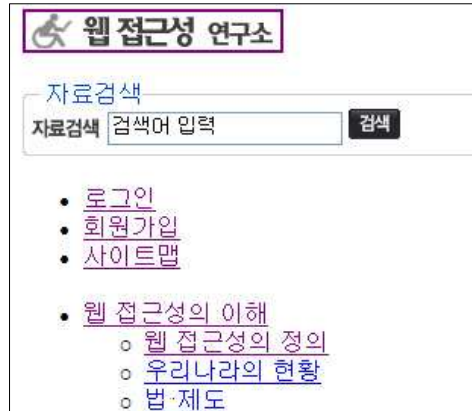 웹 접근성 연구소
자료검색
자료검색 검색어 입력 검색
로그인
회원가입
사이트맵
웹 접근성의 이해
웹 접근성의 정의
우리나라의 현황
법·제도